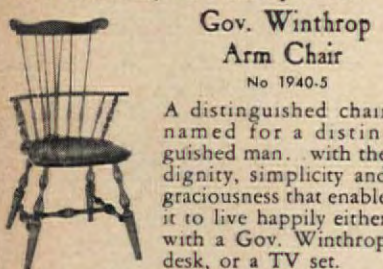 Gov. Winthrop
Arm Chair
No 1940-5
A distinguished chair
named for a distin
guished man. . with the
dignity, simplicity and
graciousness that enable
it to live happily either
with a Gov. Winthrop
desk, or a TV set.